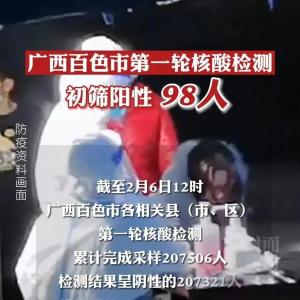 广西百色市第一轮核酸检测
初筛阳性 98人
防疫资料画面
截至2月6日12时
广西百色市各相关县（市、区）
第一轮核酸检测
累计完成采样207506人
检测结果呈阴性的207321人